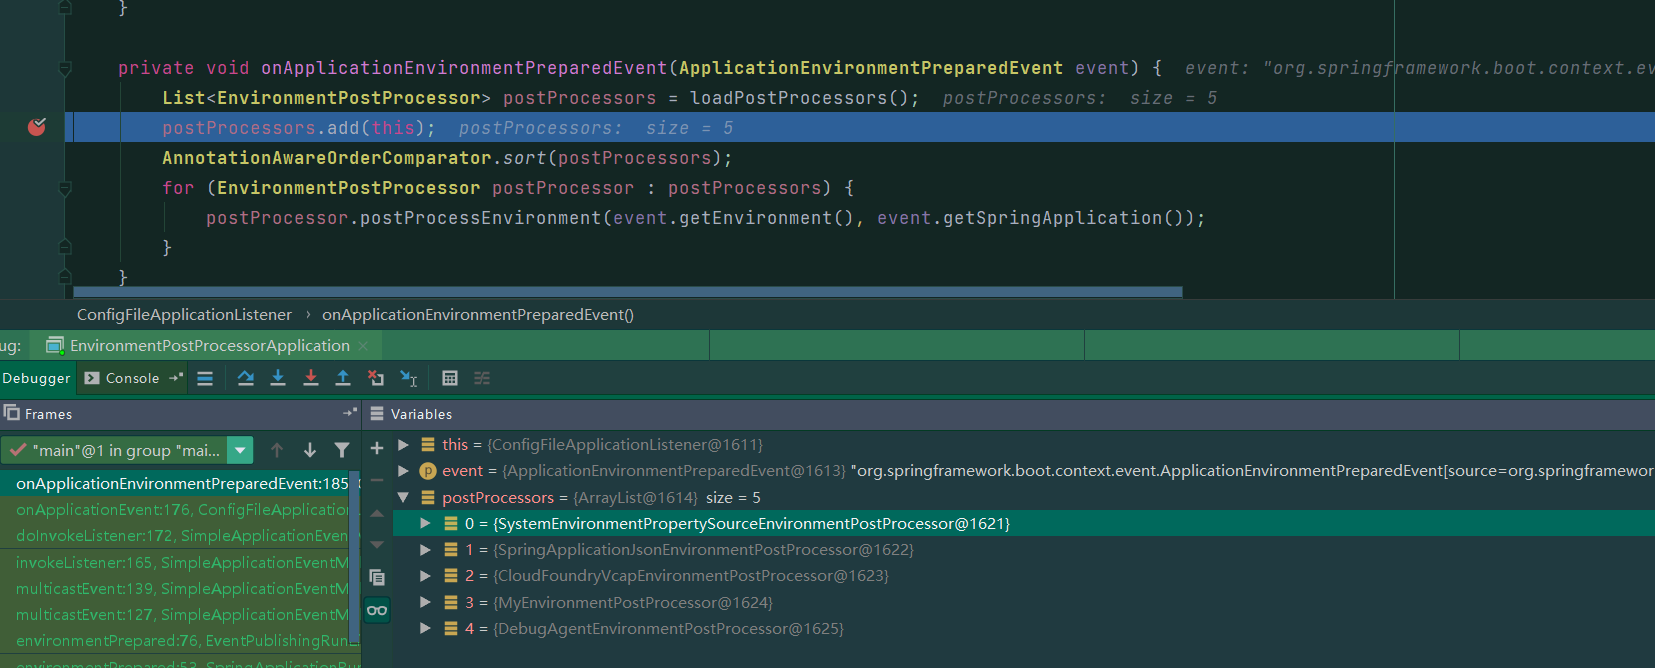 }
private void onApplicationEnvironmentPreparedEvent(ApplicationEnvironmentPreparedEvent event) { event: "org.springframework.boot.context.ev
List<EnvironmentPostProcessor> postProcessors = loadPostProcessors(); postProcessors: size = 5
postProcessors.add(this); postProcessors: size = 5
AnnotationAwareOrderComparator.sort(postProcessors);
for (EnvironmentPostProcessor postProcessor : postProcessors) {
postProcessor.postProcessEnvironment(event.getEnvironment(), event.getSpringApplication());
}
}
ConfigFileApplicationListener › onApplicationEnvironmentPreparedEvent()
ug: EnvironmentPostProcessorApplication ×
Debugger Console
Frames Variables
"main"@1 in group "mai... this = {ConfigFileApplicationListener@1611}
event = {ApplicationEnvironmentPreparedEvent@1613} "org.springframework.boot.context.event.ApplicationEnvironmentPreparedEvent[source=org.springframewor
onApplicationEnvironmentPreparedEvent:185 postProcessors = {ArrayList@1614} size = 5
onApplicationEvent:176, ConfigFileApplication 0 = {SystemEnvironmentPropertySourceEnvironmentPostProcessor@1621}
doInvokeListener:172, SimpleApplicationEven 1 = {SpringApplicationJsonEnvironmentPostProcessor@1622}
invokeListener:165, SimpleApplicationEventM 2 = {CloudFoundryVcapEnvironmentPostProcessor@1623}
multicastEvent:139, SimpleApplicationEventM 3 = {MyEnvironmentPostProcessor@1624}
multicastEvent:127, SimpleApplicationEventM 4 = {DebugAgentEnvironmentPostProcessor@1625}
environmentPrepared:76, EventPublishingRunL
environmentPrepared:53, SpringApplicationRu